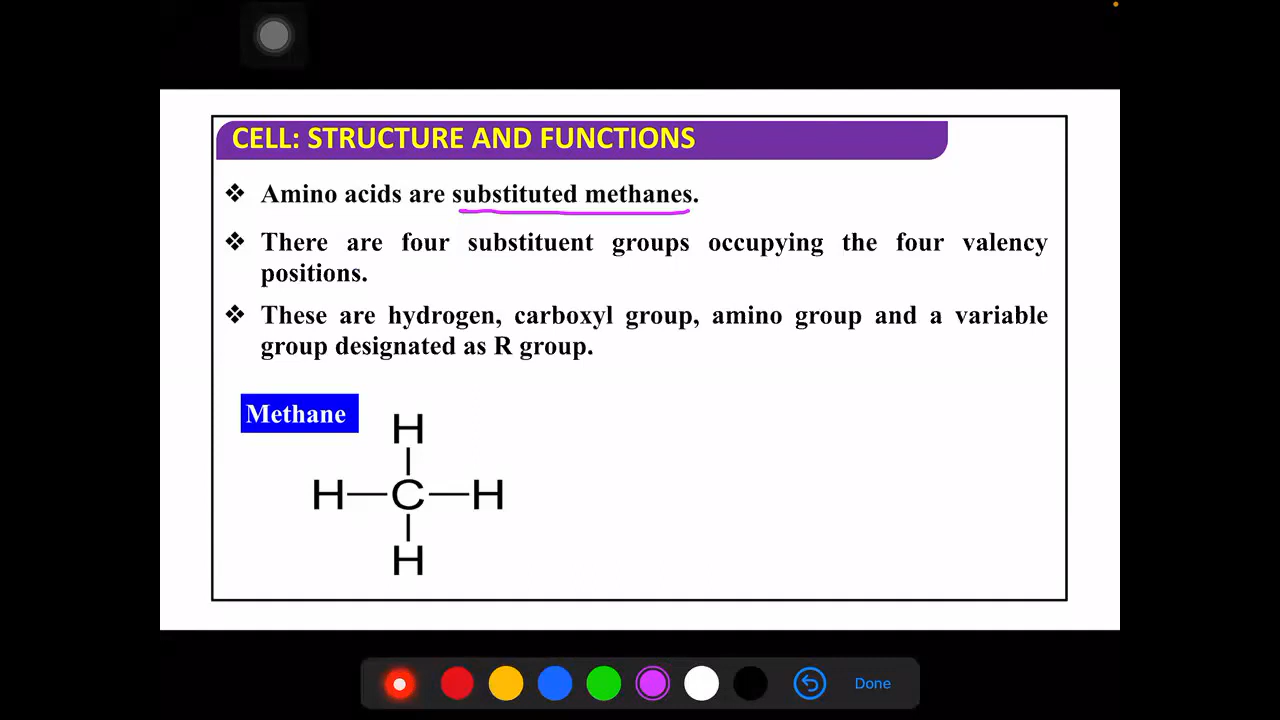 CELL: STRUCTURE AND FUNCTIONS
❖ Amino acids are substituted methanes.
❖ There are four substituent groups occupying the four valency
positions.
❖ These are hydrogen, carboxyl group, amino group and a variable
group designated as R group.
Methane
H
H—C—H
H
Done